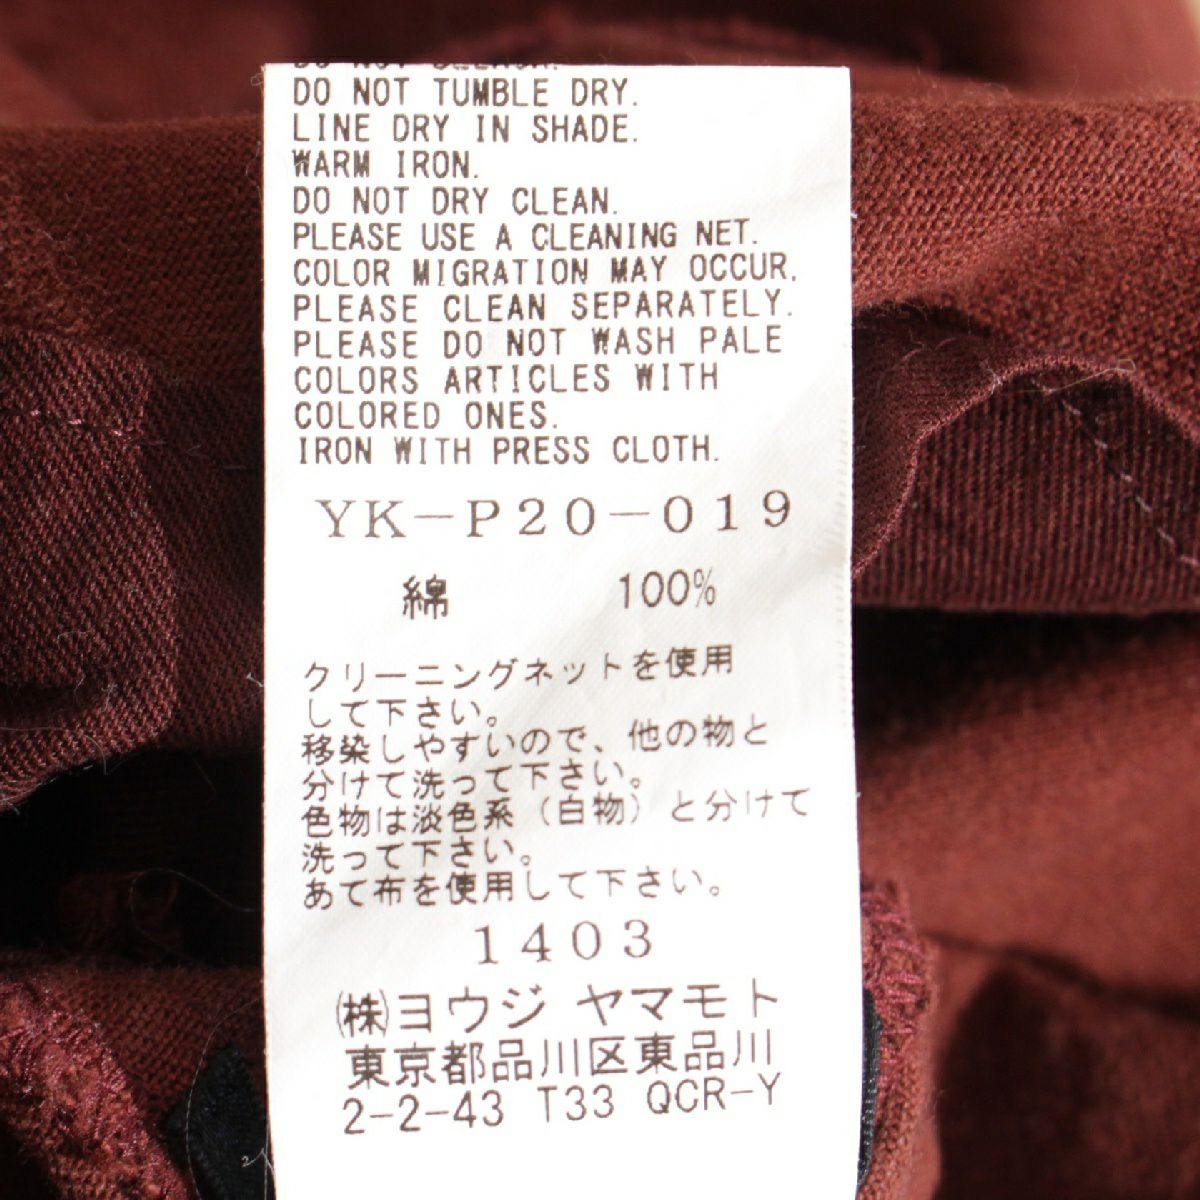 DO NOT BLEACH.
DO NOT TUMBLE DRY.
LINE DRY IN SHADE.
WARM IRON.
DO NOT DRY CLEAN.
PLEASE USE A CLEANING NET.
COLOR MIGRATION MAY OCCUR.
PLEASE CLEAN SEPARATELY.
PLEASE DO NOT WASH PALE
COLORS ARTICLES WITH
COLORED ONES.
IRON WITH PRESS CLOTH.
YK-P20-019
綿 100%
クリーニングネットを使用
して下さい。
移染しやすいので、他の物と
分けて洗って下さい。
色物は淡色系（白物）と分けて
洗って下さい。
あて布を使用して下さい。
1403
㈱ヨウジ ヤマモト
東京都品川区東品川
2-2-43 T33 QCR-Y